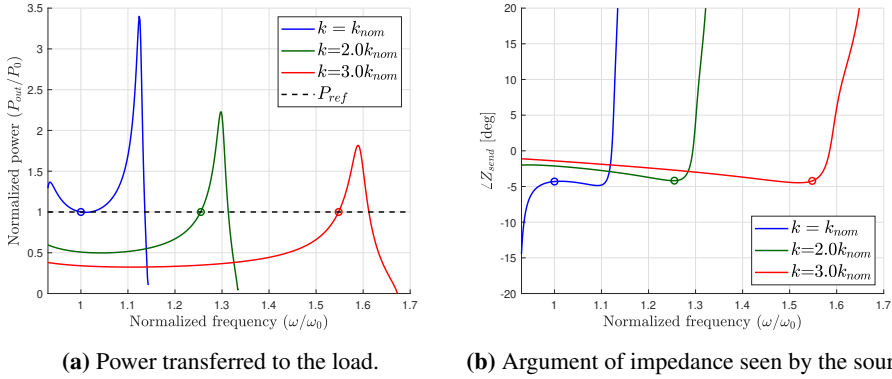 3.5
3
2.5
2
1.5
1
0.5
0
1
1.1
1.2
1.3
1.4
1.5
1.6
1.7
Normalized power (P_out/P_0)
Normalized frequency (ω/ω_0)
k = k_nom
k=2.0k_nom
k=3.0k_nom
P_ref
(a) Power transferred to the load.
20
15
10
5
0
-5
-10
-15
-20
1
1.1
1.2
1.3
1.4
1.5
1.6
1.7
∠Z_send [deg]
Normalized frequency (ω/ω_0)
k = k_nom
k=2.0k_nom
k=3.0k_nom
(b) Argument of impedance seen by the sour